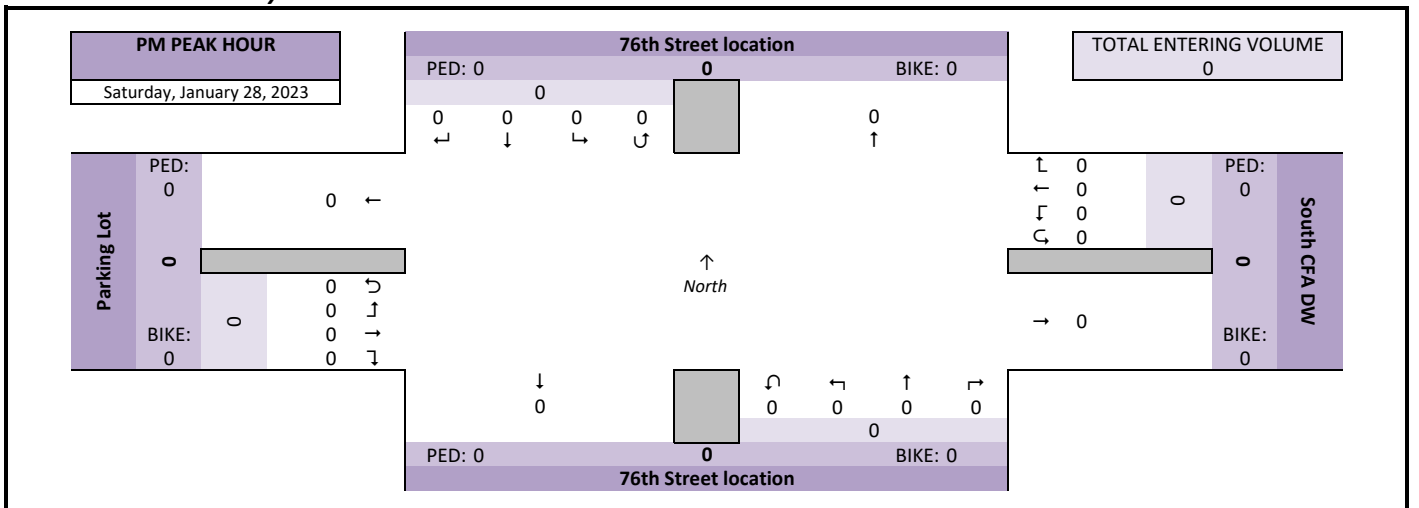 PM PEAK HOUR
Saturday, January 28, 2023
76th Street location
PED: 0 0 BIKE: 0
0
0 0 0 0
↵ ↓ ↳ ↺
0
↑
TOTAL ENTERING VOLUME
0
Parking Lot
PED:
0
0
BIKE:
0
0 ←
0
0 ⮌
0 ↰
0 →
0 ↴
↑
North
↱ 0
← 0
↲ 0
⮎ 0
0
→ 0
PED:
0
0
BIKE:
0
South CFA DW
↓
0
↶ ↰ ↑ ↱
0 0 0 0
0
PED: 0 0 BIKE: 0
76th Street location